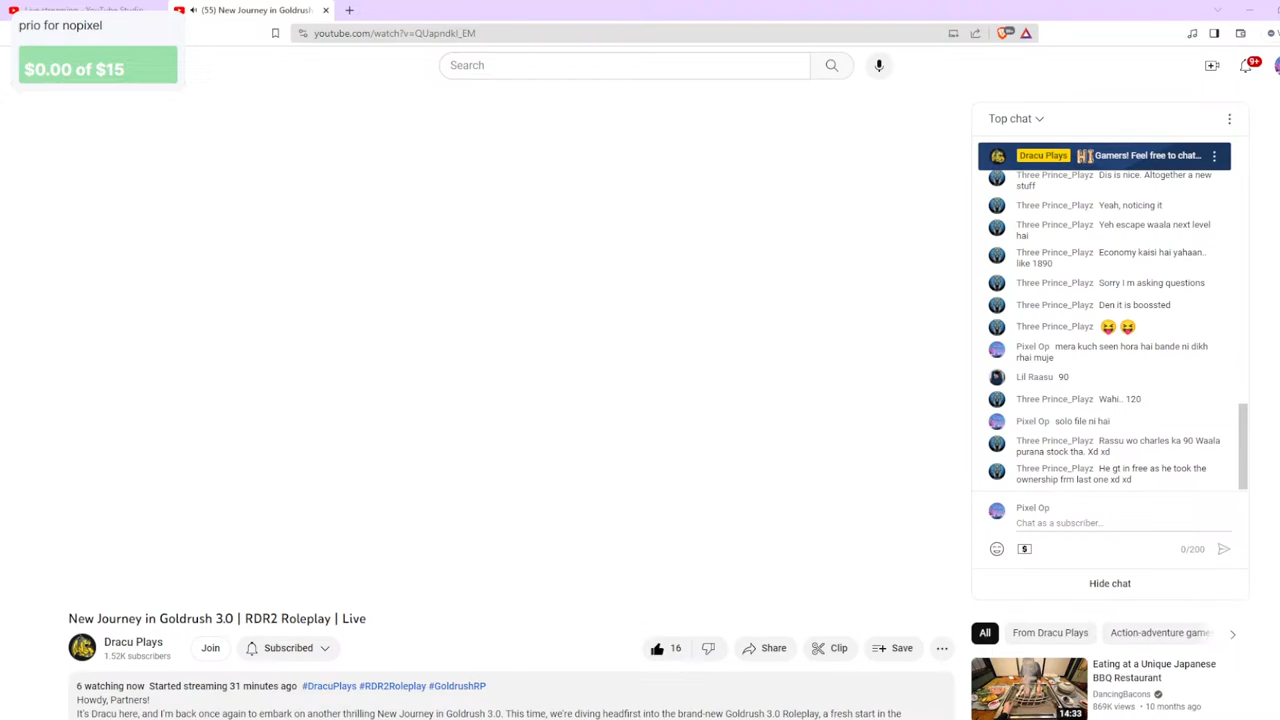 Live streaming - YouTube Studio
(55) New Journey in Goldrush
prio for nopixel
$0.00 of $15
youtube.com/watch?v=QUapndkI_EM
Search
9+
Top chat
Dracu Plays HI Gamers! Feel free to chat...
Three Prince_Playz Dis is nice. Altogether a new
stuff
Three Prince_Playz Yeah, noticing it
Three Prince_Playz Yeh escape waala next level
hai
Three Prince_Playz Economy kaisi hai yahaan..
like 1890
Three Prince_Playz Sorry I m asking questions
Three Prince_Playz Den it is boossted
Three Prince_Playz 😝 😝
Pixel Op mera kuch seen hora hai bande ni dikh
rhai muje
Lil Raasu 90
Three Prince_Playz Wahi.. 120
Pixel Op solo file ni hai
Three Prince_Playz Rassu wo charles ka 90 Waala
purana stock tha. Xd xd
Three Prince_Playz He gt in free as he took the
ownership frm last one xd xd
Pixel Op
Chat as a subscriber...
0/200
Hide chat
New Journey in Goldrush 3.0 | RDR2 Roleplay | Live
Dracu Plays
1.52K subscribers
Join
Subscribed
16
Share
Clip
Save
6 watching now Started streaming 31 minutes ago #DracuPlays #RDR2Roleplay #GoldrushRP
Howdy, Partners!
It's Dracu here, and I'm back once again to embark on another thrilling New Journey in Goldrush 3.0. This time, we're diving headfirst into the brand-new Goldrush 3.0 Roleplay, a fresh start in the
All
From Dracu Plays
Action-adventure game
Eating at a Unique Japanese
BBQ Restaurant
DancingBacons
869K views • 10 months ago
14:33